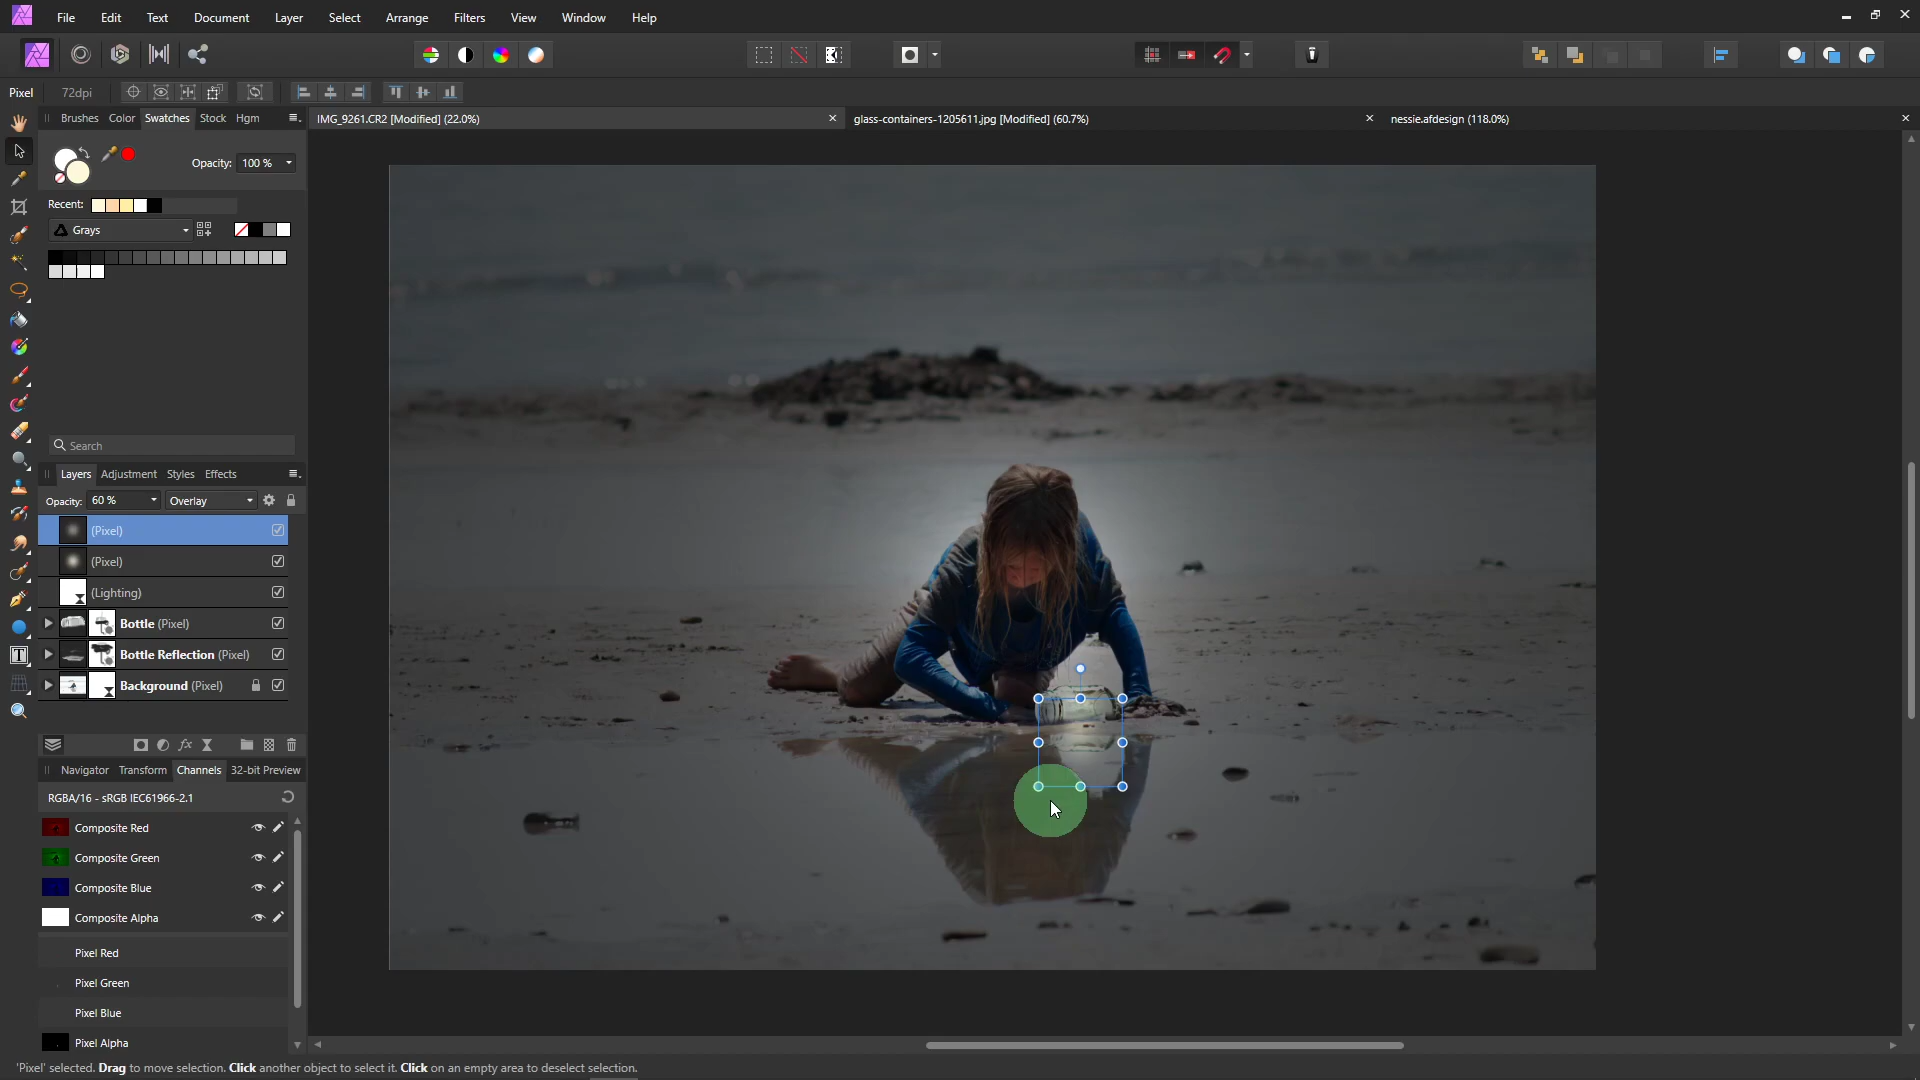 File Edit Text Document Layer Select Arrange Filters View Window Help
Pixel 72dpi
Brushes Color Swatches Stock Hgm
IMG_9261.CR2 [Modified] (22.0%)
glass-containers-1205611.jpg [Modified] (60.7%)
nessie.afdesign (118.0%)
Opacity: 100 %
Recent:
Grays
Search
Layers Adjustment Styles Effects
Opacity: 60 % Overlay
(Pixel)
(Pixel)
(Lighting)
Bottle (Pixel)
Bottle Reflection (Pixel)
Background (Pixel)
Navigator Transform Channels 32-bit Preview
RGBA/16 - sRGB IEC61966-2.1
Composite Red
Composite Green
Composite Blue
Composite Alpha
Pixel Red
Pixel Green
Pixel Blue
Pixel Alpha
'Pixel' selected. Drag to move selection. Click another object to select it. Click on an empty area to deselect selection.